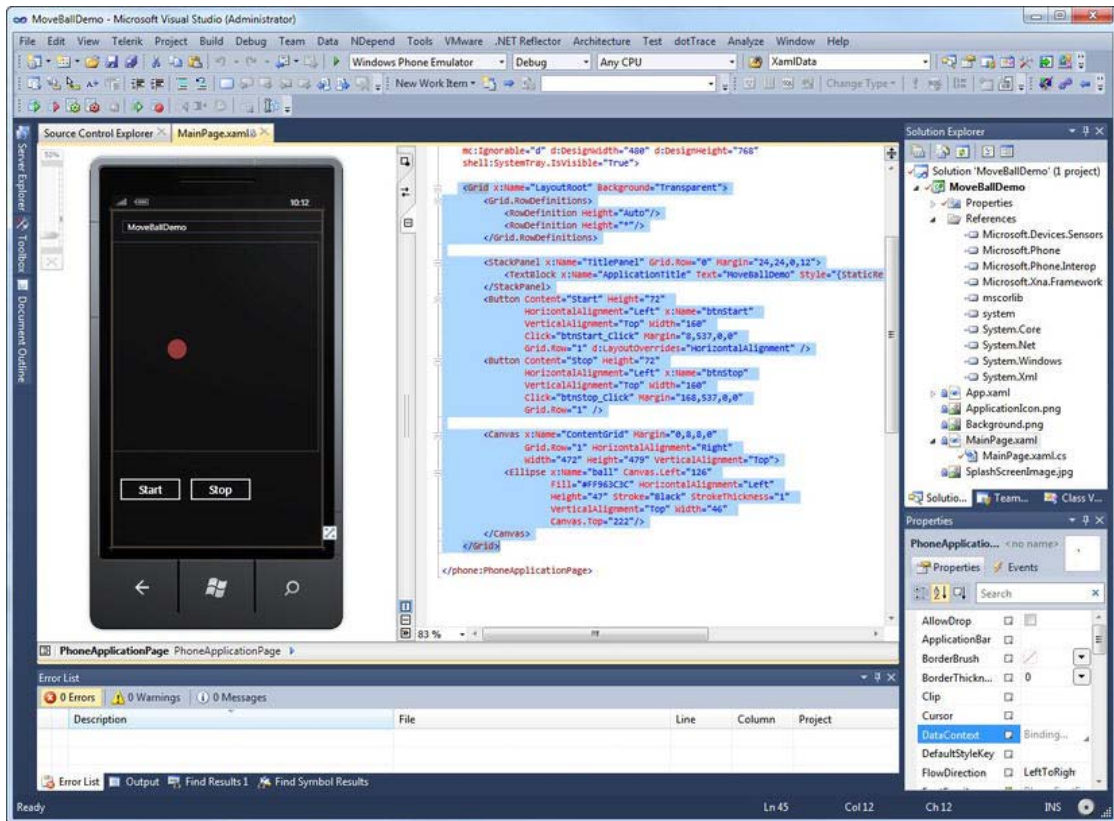 MoveBallDemo - Microsoft Visual Studio (Administrator)
File Edit View Telerik Project Build Debug Team Data NDepend Tools VMware .NET Reflector Architecture Test dotTrace Analyze Window Help
Windows Phone Emulator Debug Any CPU XamlData
New Work Item Change Type
Source Control Explorer MainPage.xaml
Server Explorer
Toolbox
Document Outline
50%
10:12
MoveBallDemo
Start Stop
mc:Ignorable="d" d:DesignWidth="480" d:DesignHeight="768"
shell:SystemTray.IsVisible="True">
<Grid x:Name="LayoutRoot" Background="Transparent">
<Grid.RowDefinitions>
<RowDefinition Height="Auto"/>
<RowDefinition Height="*"/>
</Grid.RowDefinitions>
<StackPanel x:Name="TitlePanel" Grid.Row="0" Margin="24,24,0,12">
<TextBlock x:Name="ApplicationTitle" Text="MoveBallDemo" Style="{StaticRe
</StackPanel>
<Button Content="Start" Height="72"
HorizontalAlignment="Left" x:Name="btnStart"
VerticalAlignment="Top" Width="160"
Click="btnStart_Click" Margin="8,537,0,0"
Grid.Row="1" d:LayoutOverrides="HorizontalAlignment" />
<Button Content="Stop" Height="72"
HorizontalAlignment="Left" x:Name="btnStop"
VerticalAlignment="Top" Width="160"
Click="btnStop_Click" Margin="168,537,0,0"
Grid.Row="1" />
<Canvas x:Name="ContentGrid" Margin="0,8,8,0"
Grid.Row="1" HorizontalAlignment="Right"
Width="472" Height="479" VerticalAlignment="Top">
<Ellipse x:Name="ball" Canvas.Left="126"
Fill="#FF963C3C" HorizontalAlignment="Left"
Height="47" Stroke="Black" StrokeThickness="1"
VerticalAlignment="Top" Width="46"
Canvas.Top="222"/>
</Canvas>
</Grid>
</phone:PhoneApplicationPage>
83 %
PhoneApplicationPage PhoneApplicationPage
Solution Explorer
Solution 'MoveBallDemo' (1 project)
MoveBallDemo
Properties
References
Microsoft.Devices.Sensors
Microsoft.Phone
Microsoft.Phone.Interop
Microsoft.Xna.Framework
mscorlib
system
System.Core
System.Net
System.Windows
System.Xml
App.xaml
ApplicationIcon.png
Background.png
MainPage.xaml
MainPage.xaml.cs
SplashScreenImage.jpg
Solutio... Team... Class V...
Properties
PhoneApplicatio... <no name>
Properties Events
Search
AllowDrop
ApplicationBar
BorderBrush
BorderThickn... 0
Clip
Cursor
DataContext Binding...
DefaultStyleKey
FlowDirection LeftToRigh
Error List
0 Errors 0 Warnings 0 Messages
Description File Line Column Project
Error List Output Find Results 1 Find Symbol Results
Ready Ln 45 Col 12 Ch 12 INS